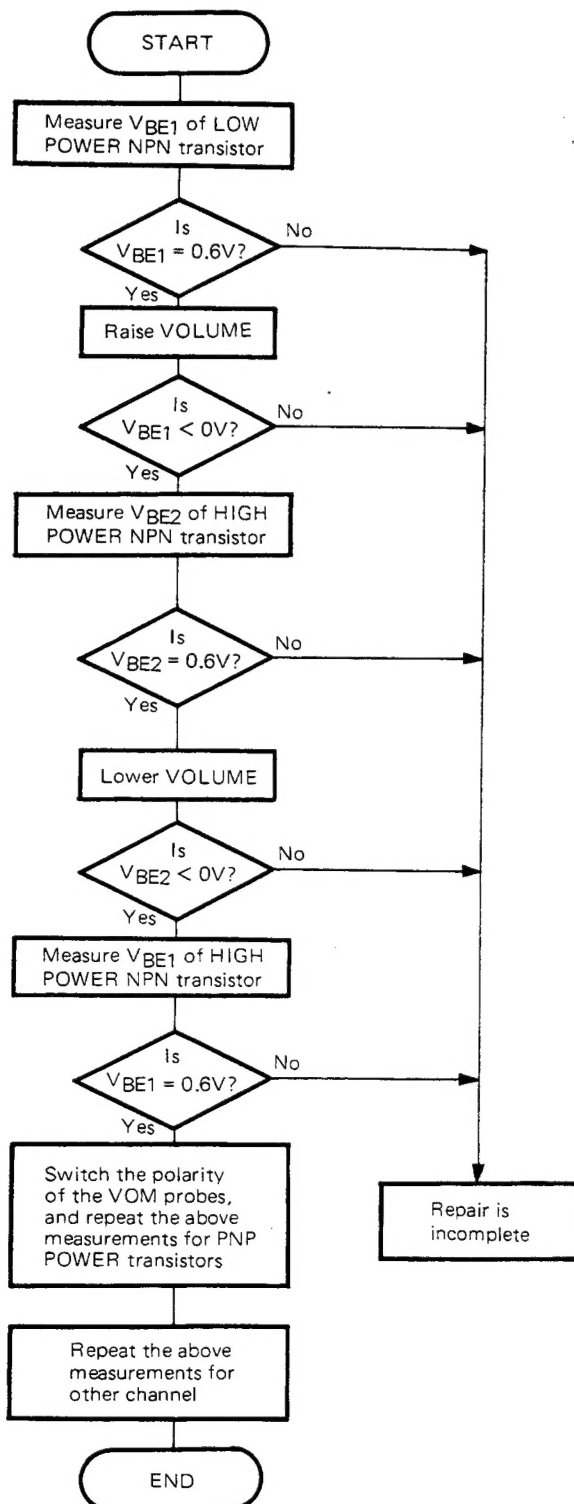 START
Measure VBE1 of LOW
POWER NPN transistor
Is
VBE1 = 0.6V?
No
Yes
Raise VOLUME
Is
VBE1 < 0V?
No
Yes
Measure VBE2 of HIGH
POWER NPN transistor
Is
VBE2 = 0.6V?
No
Yes
Lower VOLUME
Is
VBE2 < 0V?
No
Yes
Measure VBE1 of HIGH
POWER NPN transistor
Is
VBE1 = 0.6V?
No
Yes
Switch the polarity
of the VOM probes,
and repeat the above
measurements for PNP
POWER transistors
Repair is
incomplete
Repeat the above
measurements for
other channel
END